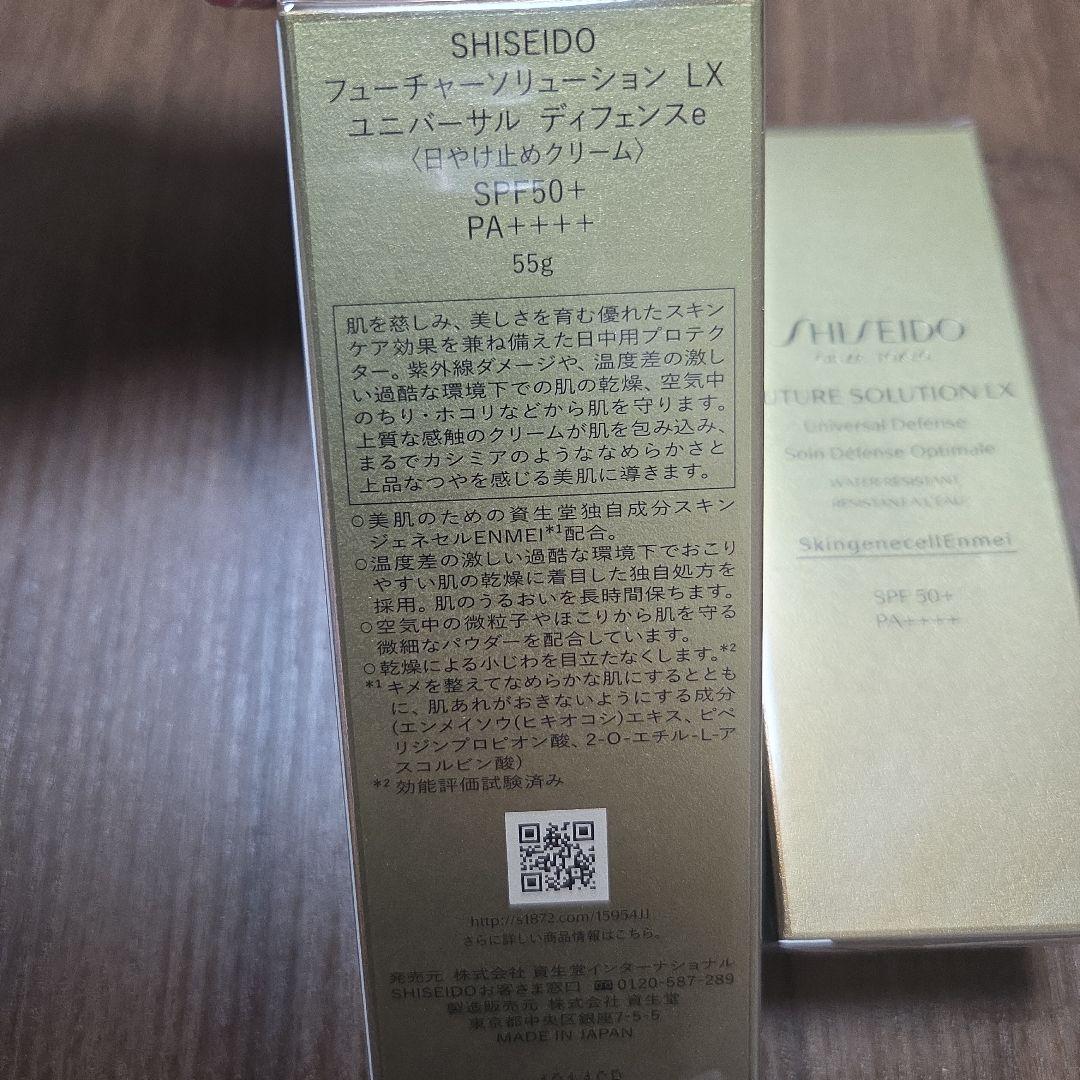 SHISEIDO
フューチャーソリューション LX
ユニバーサル ディフェンスe
〈日やけ止めクリーム〉
SPF50+
PA++++
55g
肌を慈しみ、美しさを育む優れたスキン
ケア効果を兼ね備えた日中用プロテク
ター。紫外線ダメージや、温度差の激し
い過酷な環境下での肌の乾燥、空気中
のちり・ホコリなどから肌を守ります。
上質な感触のクリームが肌を包み込み、
まるでカシミアのようななめらかさと
上品なつやを感じる美肌に導きます。
○美肌のための資生堂独自成分スキン
ジェネセルENMEI*1配合。
○温度差の激しい過酷な環境下でおこり
やすい肌の乾燥に着目した独自処方を
採用。肌のうるおいを長時間保ちます。
○空気中の微粒子やほこりから肌を守る
微細なパウダーを配合しています。
○乾燥による小じわを目立たなくします。*2
*1 キメを整えてなめらかな肌にするととも
に、肌あれがおきないようにする成分
(エンメイソウ(ヒキオコシ)エキス、ピペ
リジンプロピオン酸、2-O-エチル-L-ア
スコルビン酸)
*2 効能評価試験済み
http://s1872.com/15954JJ
さらに詳しい商品情報はこちら。
発売元 株式会社 資生堂インターナショナル
SHISEIDOお客さま窓口 0120-587-289
製造販売元 株式会社 資生堂
東京都中央区銀座7-5-5
MADE IN JAPAN
SHISEIDO
UTURE SOLUTION LX
Universal Defense
Soin Défense Optimale
WATER-RESISTANT
RÉSISTANT À L'EAU
SkingenecellEnmei
SPF 50+
PA++++